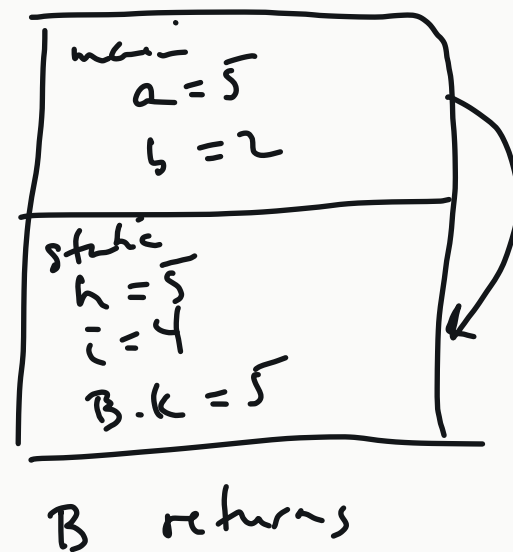 main
a = 5
b = 2
static
h = 5
i = 4
B.K = 5
B returns